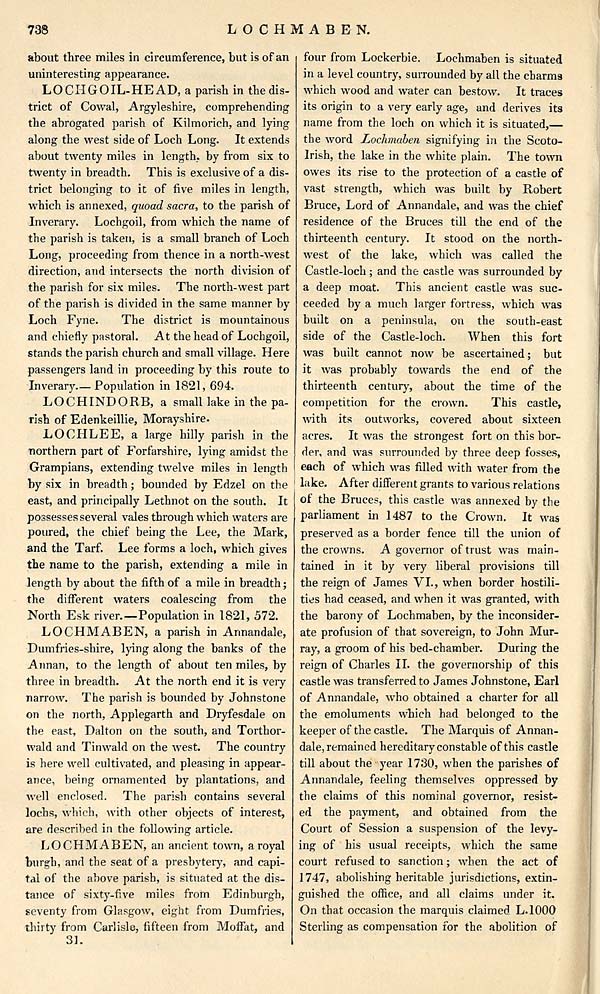 738
LOCHMABEN.
about three miles in circumference, but is of an
uninteresting appearance.
LOCHGOIL-HEAD, a parish in the dis-
trict of Cowal, Argyleshire, comprehending
the abrogated parish of Kilmorich, and lying
along the west side of Loch Long. It extends
about twenty miles in length, by from six to
twenty in breadth. This is exclusive of a dis-
trict belonging to it of five miles in length,
which is annexed, quoad sacra, to the parish of
Inverary. Lochgoil, from which the name of
the parish is taken, is a small branch of Loch
Long, proceeding from thence in a north-west
direction, and intersects the north division of
the parish for six miles. The north-west part
of the parish is divided in the same manner by
Loch Fyne. The district is mountainous
and chiefly pastoral. At the head of Lochgoil,
stands the parish church and small village. Here
passengers land in proceeding by this route to
Inverary.—Population in 1821, 694.
LOCHINDORB, a small lake in the pa-
rish of Edenkeillie, Morayshire.
LOCHLEE, a large hilly parish in the
northern part of Forfarshire, lying amidst the
Grampians, extending twelve miles in length
by six in breadth; bounded by Edzel on the
east, and principally Lethnot on the south. It
possesses several vales through which waters are
poured, the chief being the Lee, the Mark,
and the Tarf. Lee forms a loch, which gives
the name to the parish, extending a mile in
length by about the fifth of a mile in breadth;
the different waters coalescing from the
North Esk river.—Population in 1821, 572.
LOCHMABEN, a parish in Annandale,
Dumfries-shire, lying along the banks of the
Annan, to the length of about ten miles, by
three in breadth. At the north end it is very
narrow. The parish is bounded by Johnstone
on the north, Applegarth and Dryfesdale on
the east, Dalton on the south, and Torthor-
wald and Tinwald on the west. The country
is here well cultivated, and pleasing in appear-
ance, being ornamented by plantations, and
well enclosed. The parish contains several
lochs, which, with other objects of interest,
are described in the following article.
LOCHMABEN, an ancient town, a royal
burgh, and the seat of a presbytery, and capi-
tal of the above parish, is situated at the dis-
tance of sixty-five miles from Edinburgh,
seventy from Glasgow, eight from Dumfries,
thirty from Carlisle, fifteen from Moffat, and
31.
four from Lockerbie. Lochmaben is situated
in a level country, surrounded by all the charms
which wood and water can bestow. It traces
its origin to a very early age, and derives its
name from the loch on which it is situated,—
the word Lochmaben signifying in the Scoto-
Irish, the lake in the white plain. The town
owes its rise to the protection of a castle of
vast strength, which was built by Robert
Bruce, Lord of Annandale, and was the chief
residence of the Bruces till the end of the
thirteenth century. It stood on the north-
west of the lake, which was called the
Castle-loch; and the castle was surrounded by
a deep moat. This ancient castle was suc-
ceeded by a much larger fortress, which was
built on a peninsula, on the south-east
side of the Castle-loch. When this fort
was built cannot now be ascertained; but
it was probably towards the end of the
thirteenth century, about the time of the
competition for the crown. This castle,
with its outworks, covered about sixteen
acres. It was the strongest fort on this bor-
der, and was surrounded by three deep fosses,
each of which was filled with water from the
lake. After different grants to various relations
of the Bruces, this castle was annexed by the
parliament in 1487 to the Crown. It was
preserved as a border fence till the union of
the crowns. A governor of trust was main-
tained in it by very liberal provisions till
the reign of James VI., when border hostili-
ties had ceased, and when it was granted, with
the barony of Lochmaben, by the inconsider-
ate profusion of that sovereign, to John Mur-
ray, a groom of his bed-chamber. During the
reign of Charles II. the governorship of this
castle was transferred to James Johnstone, Earl
of Annandale, who obtained a charter for all
the emoluments which had belonged to the
keeper of the castle. The Marquis of Annan-
dale, remained hereditary constable of this castle
till about the year 1730, when the parishes of
Annandale, feeling themselves oppressed by
the claims of this nominal governor, resist-
ed the payment, and obtained from the
Court of Session a suspension of the levy-
ing of his usual receipts, which the same
court refused to sanction; when the act of
1747, abolishing heritable jurisdictions, extin-
guished the office, and all claims under it.
On that occasion the marquis claimed L.1000
Sterling as compensation for the abolition of